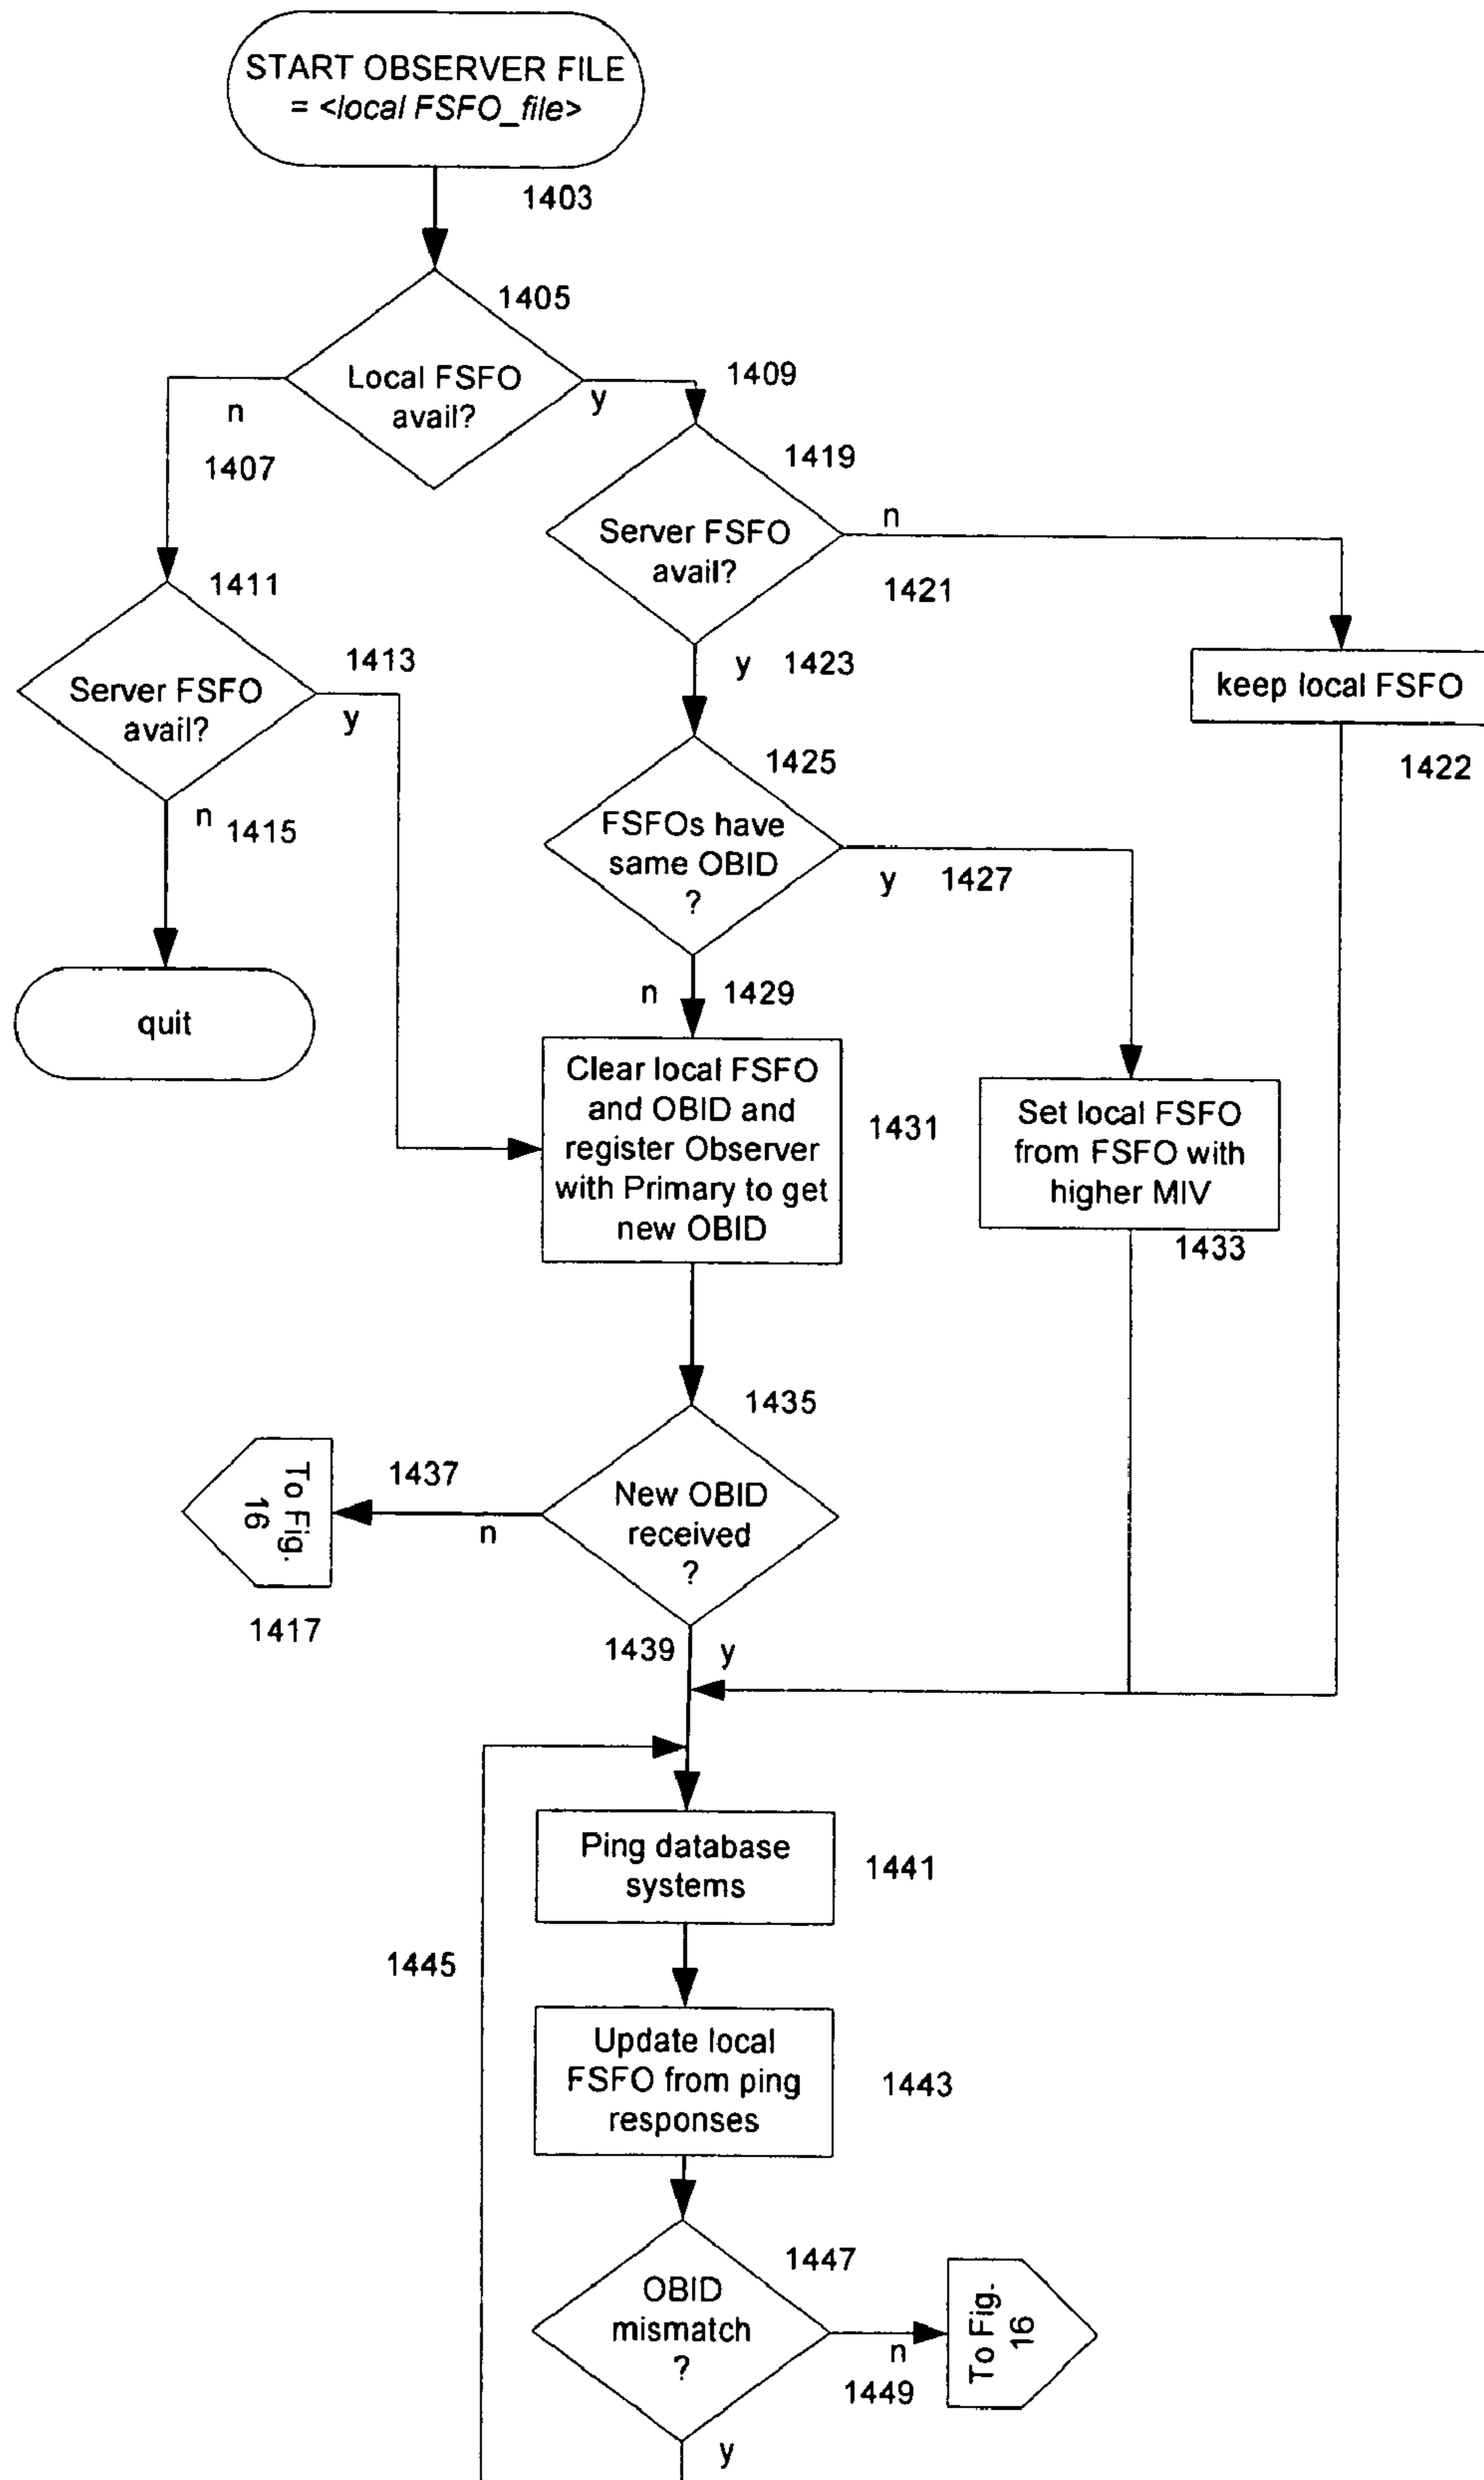 START OBSERVER FILE
= <local FSFO_file>
1403
1405
Local FSFO
avail?
n
y
1409
1407
1419
Server FSFO
avail?
n
1421
1411
Server FSFO
avail?
1413
y
y 1423
keep local FSFO
1422
n 1415
1425
FSFOs have
same OBID
?
y 1427
quit
n 1429
Clear local FSFO
and OBID and
register Observer
with Primary to get
new OBID
1431
Set local FSFO
from FSFO with
higher MIV
1433
1435
New OBID
received
?
1437
n
To Fig.
16
1417
1439 y
Ping database
systems
1441
1445
Update local
FSFO from ping
responses
1443
1447
OBID
mismatch
?
n
1449
To Fig.
16
y